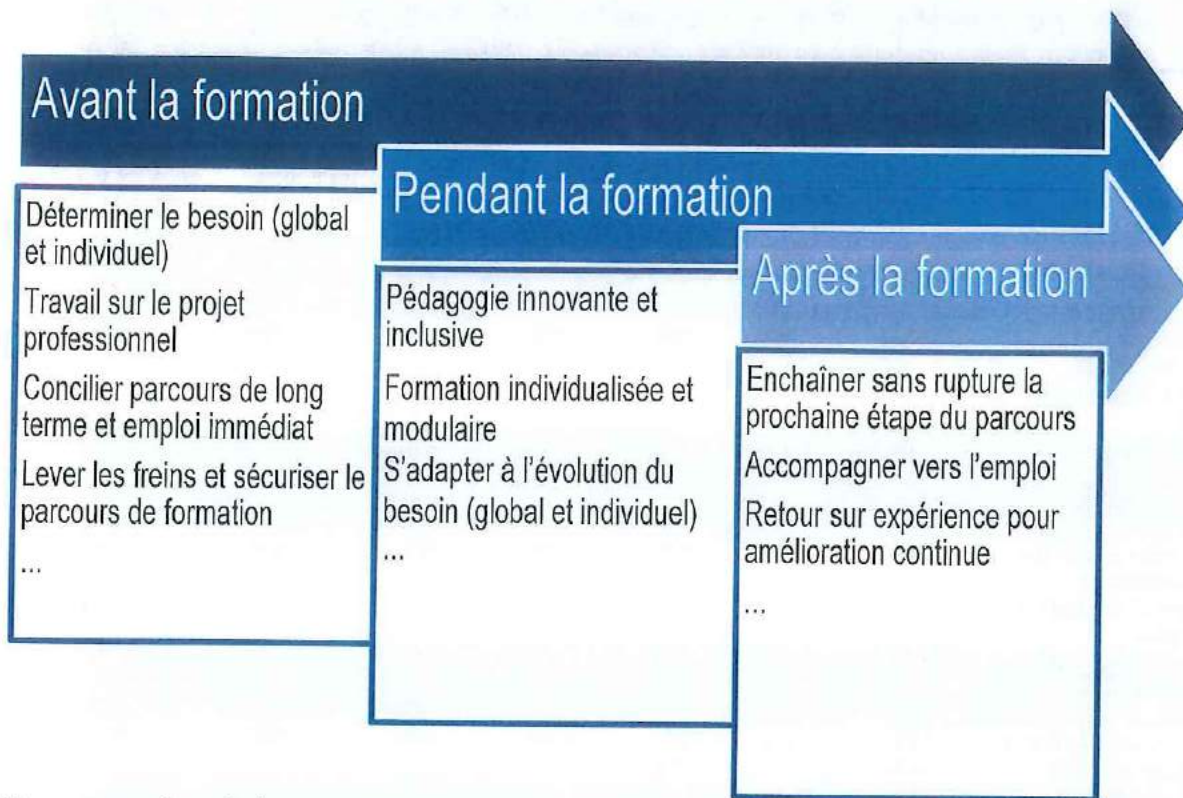 Avant la formation
Déterminer le besoin (global
et individuel)
Travail sur le projet
professionnel
Concilier parcours de long
terme et emploi immédiat
Lever les freins et sécuriser le
parcours de formation
...
Pendant la formation
Pédagogie innovante et
inclusive
Formation individualisée et
modulaire
S'adapter à l'évolution du
besoin (global et individuel)
...
Après la formation
Enchaîner sans rupture la
prochaine étape du parcours
Accompagner vers l'emploi
Retour sur expérience pour
amélioration continue
...